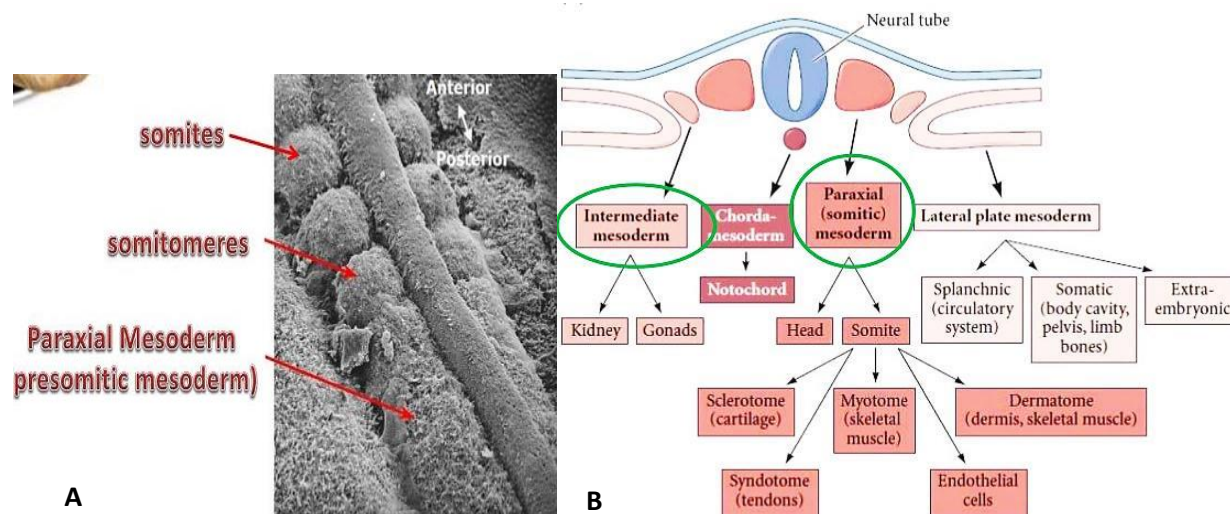 somites
somitomeres
Paraxial Mesoderm
presomitic mesoderm)
Anterior
Posterior
A
Neural tube
Intermediate
mesoderm
Chorda-
mesoderm
Paraxial
(somitic)
mesoderm
Lateral plate mesoderm
Notochord
Kidney
Gonads
Head
Somite
Splanchnic
(circulatory
system)
Somatic
(body cavity,
pelvis, limb
bones)
Extra-
embryonic
Sclerotome
(cartilage)
Myotome
(skeletal
muscle)
Dermatome
(dermis, skeletal muscle)
Syndotome
(tendons)
Endothelial
cells
B